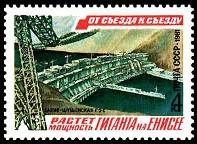 ОТ СЪЕЗДА К СЪЕЗДУ
ПОЧТА СССР·1981
4
САЯНО-ШУШЕНСКАЯ ГЭС
РАСТЕТ
МОЩНОСТЬ ГИГАНТА НА ЕНИСЕЕ